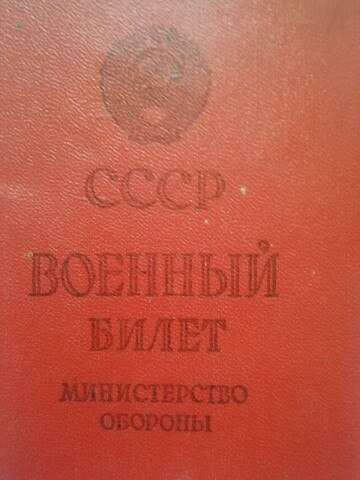 СССР
ВОЕННЫЙ
БИЛЕТ
МИНИСТЕРСТВО
ОБОРОНЫ